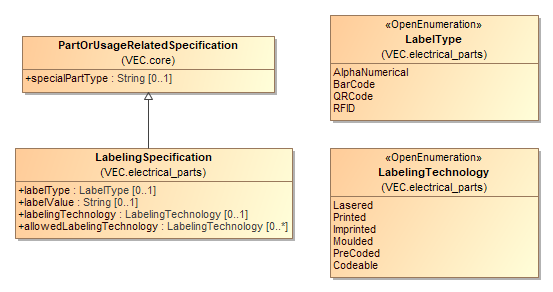 PartOrUsageRelatedSpecification
(VEC.core)
+specialPartType : String [0..1]
LabelingSpecification
(VEC.electrical_parts)
+labelType : LabelType [0..1]
+labelValue : String [0..1]
+labelingTechnology : LabelingTechnology [0..1]
+allowedLabelingTechnology : LabelingTechnology [0..*]
«OpenEnumeration»
LabelType
(VEC.electrical_parts)
AlphaNumerical
BarCode
QRCode
RFID
«OpenEnumeration»
LabelingTechnology
(VEC.electrical_parts)
Lasered
Printed
Imprinted
Moulded
PreCoded
Codeable